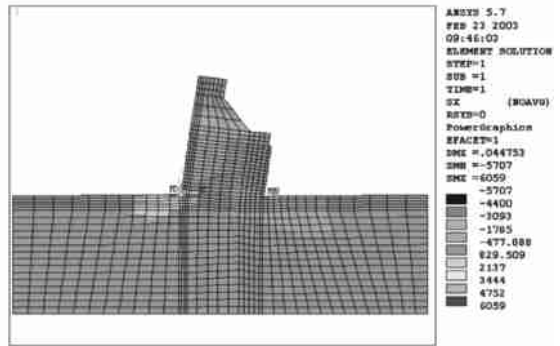 ANSYS 5.7
FEB 23 2003
09:46:03
ELEMENT SOLUTION
STEP=1
SUB =1
TIME=1
SX (NOAVG)
RSYS=0
PowerGraphics
EFACET=1
DMX =.044753
SMN =-5707
SMX =6059
-5707
-4400
-3093
-1785
-477.888
829.509
2137
3444
4752
6059